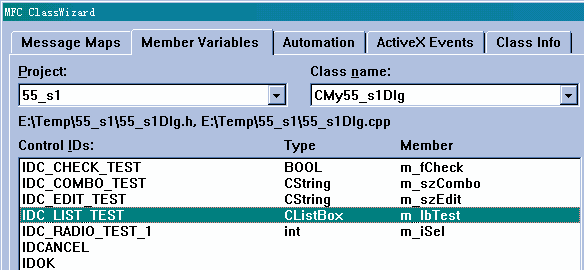 MFC ClassWizard
Message Maps Member Variables Automation ActiveX Events Class Info
Project: Class name:
55_s1 CMy55_s1Dlg
E:\Temp\55_s1\55_s1Dlg.h, E:\Temp\55_s1\55_s1Dlg.cpp
Control IDs: Type Member
IDC_CHECK_TEST BOOL m_fCheck
IDC_COMBO_TEST CString m_szCombo
IDC_EDIT_TEST CString m_szEdit
IDC_LIST_TEST CListBox m_lbTest
IDC_RADIO_TEST_1 int m_iSel
IDCANCEL
IDOK